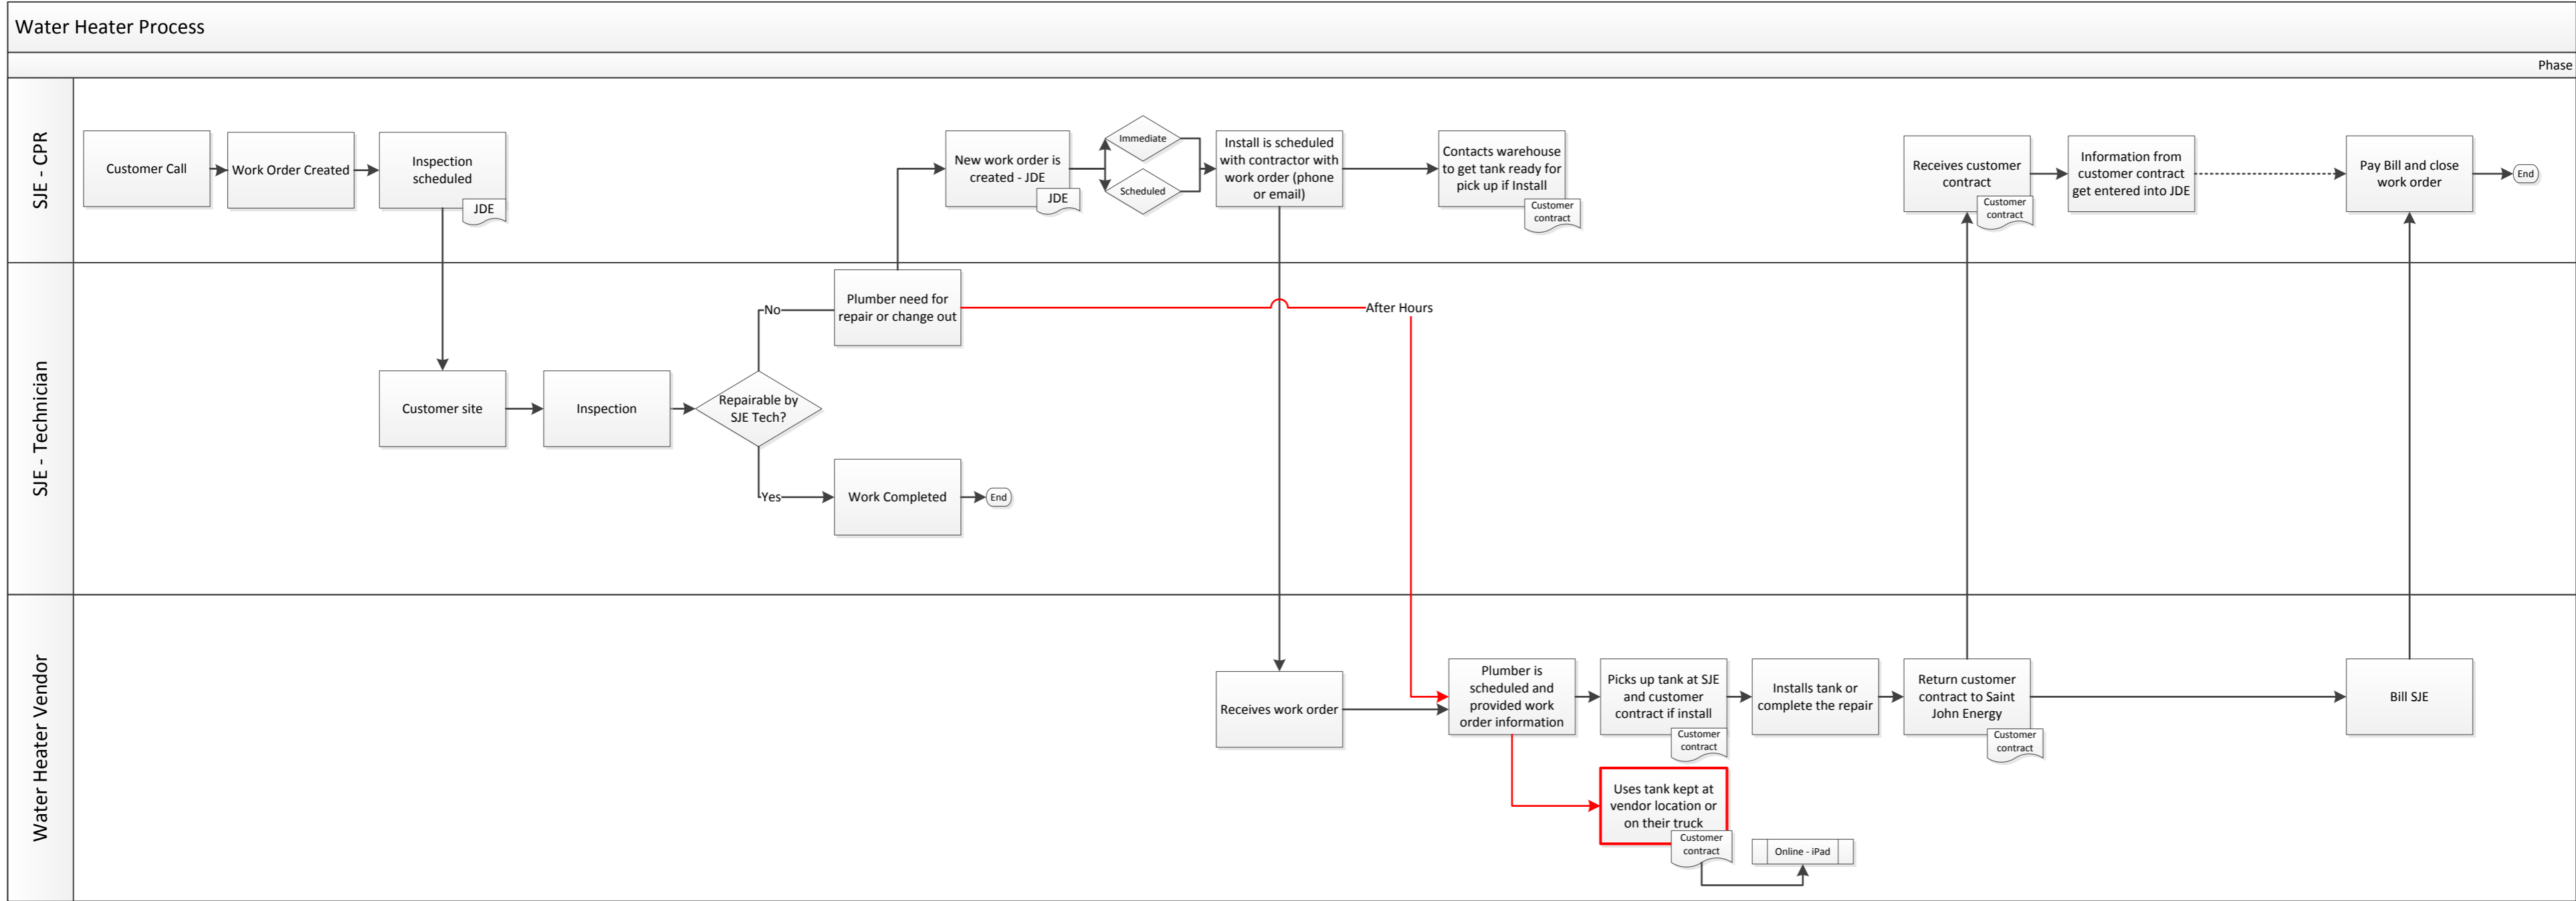 Water Heater Process
Phase
SJE - CPR
Customer Call
Work Order Created
Inspection
scheduled
JDE
New work order is
created - JDE
JDE
Immediate
Scheduled
Install is scheduled
with contractor with
work order (phone
or email)
Contacts warehouse
to get tank ready for
pick up if Install
Customer
contract
Receives customer
contract
Customer
contract
Information from
customer contract
get entered into JDE
Pay Bill and close
work order
End
SJE - Technician
Customer site
Inspection
Repairable by
SJE Tech?
No
Plumber need for
repair or change out
After Hours
Yes
Work Completed
End
Water Heater Vendor
Receives work order
Plumber is
scheduled and
provided work
order information
Picks up tank at SJE
and customer
contract if install
Customer
contract
Installs tank or
complete the repair
Return customer
contract to Saint
John Energy
Customer
contract
Bill SJE
Uses tank kept at
vendor location or
on their truck
Customer
contract
Online - iPad